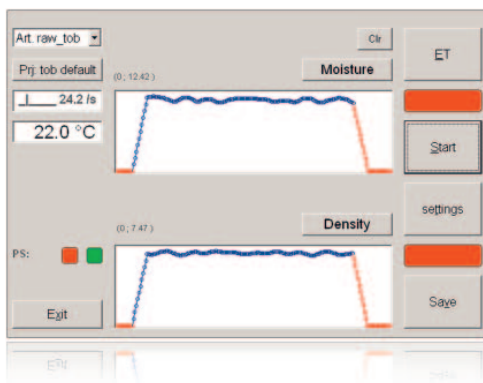 Art. raw_tob
Clr
ET
Prj: tob default
(0 ; 12.42 )
Moisture
24.2 /s
22.0 °C
Start
settings
(0 ; 7.47 )
Density
PS:
Exit
Save